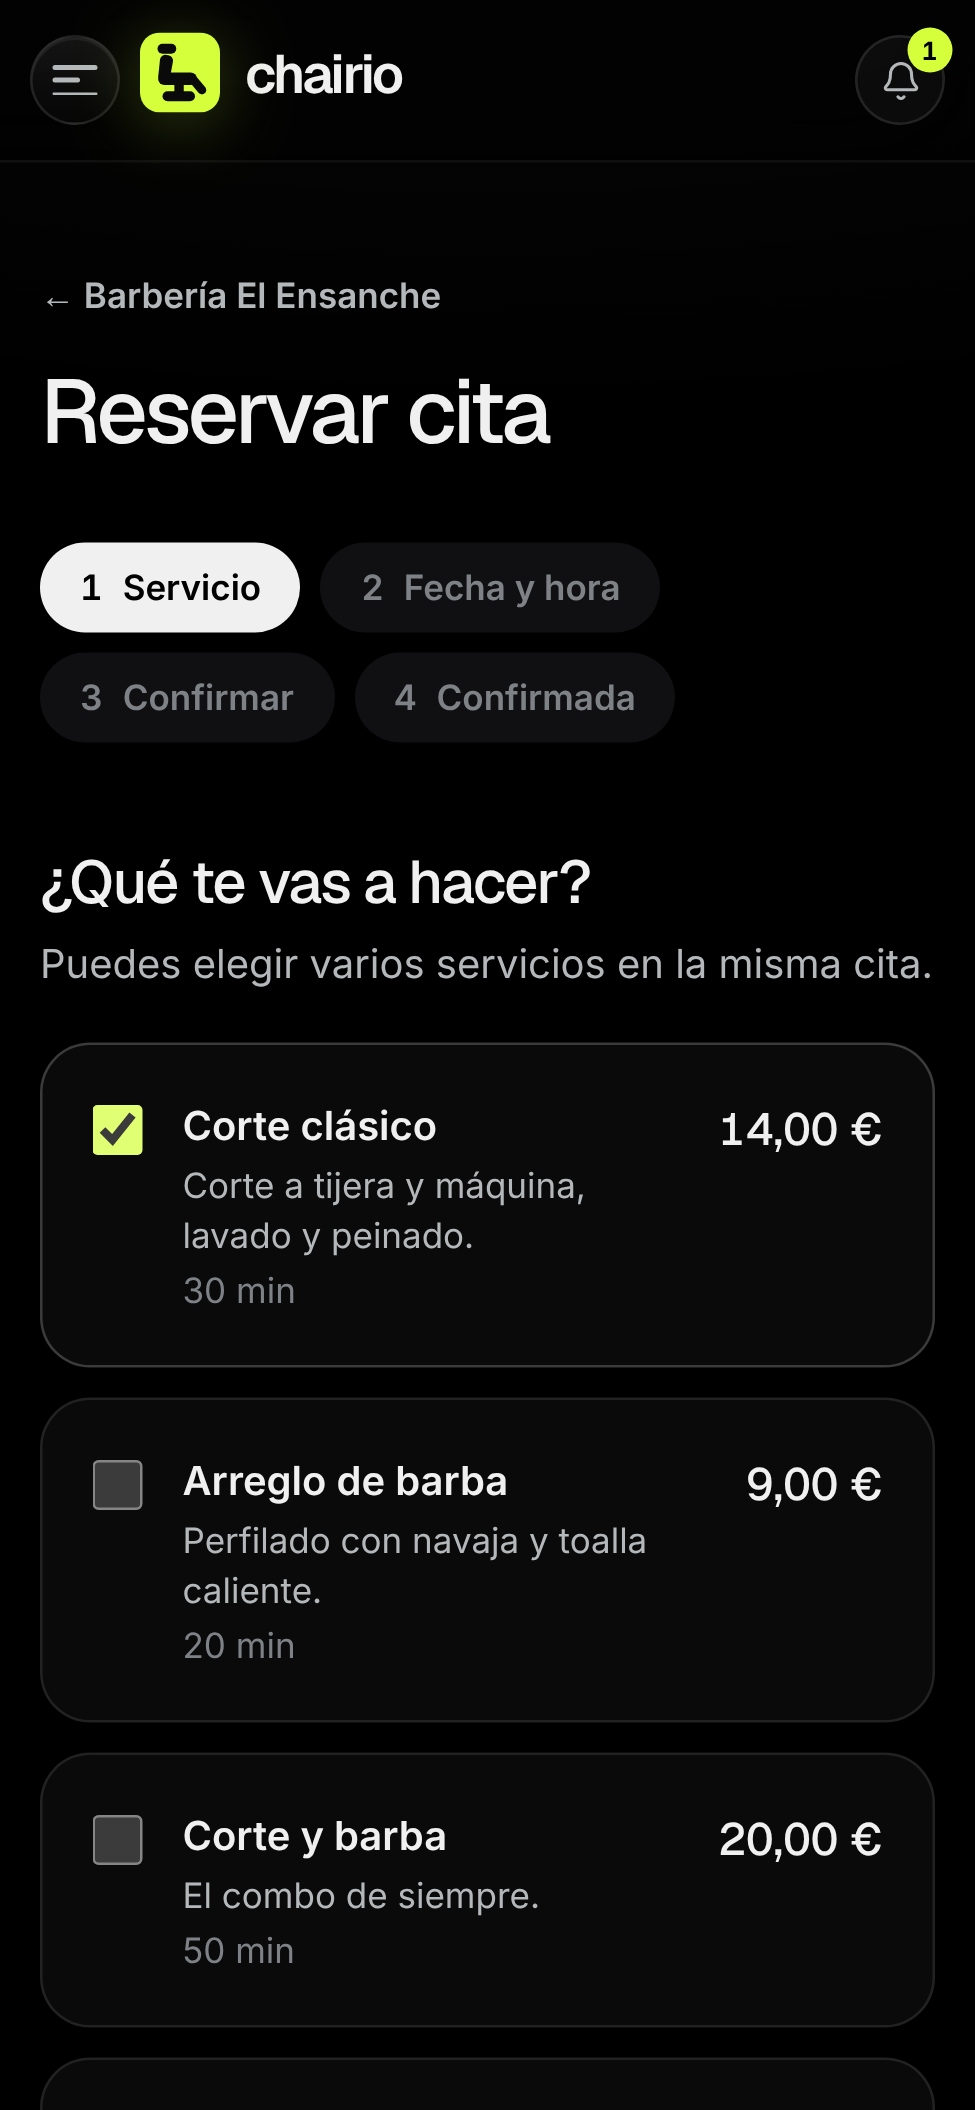 chairio
1
← Barbería El Ensanche
Reservar cita
1 Servicio
2 Fecha y hora
3 Confirmar
4 Confirmada
¿Qué te vas a hacer?
Puedes elegir varios servicios en la misma cita.
Corte clásico
14,00 €
Corte a tijera y máquina,
lavado y peinado.
30 min
Arreglo de barba
9,00 €
Perfilado con navaja y toalla
caliente.
20 min
Corte y barba
20,00 €
El combo de siempre.
50 min